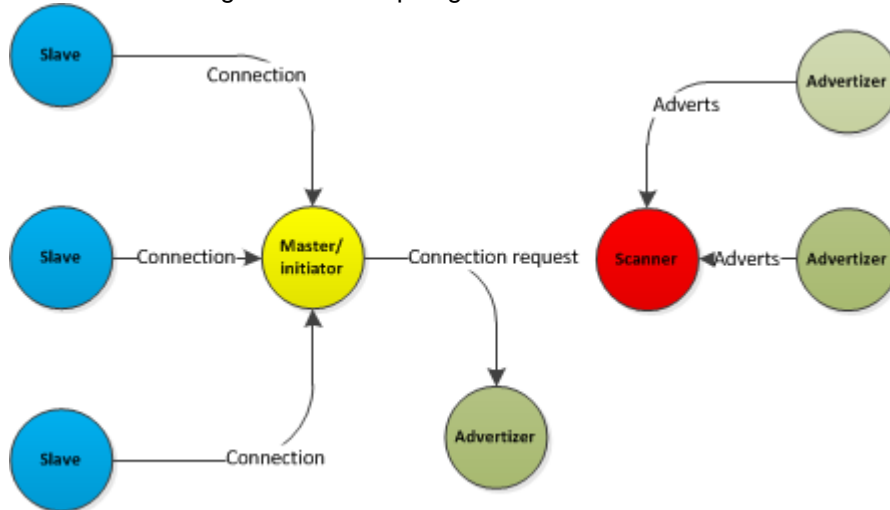 Slave
Connection
Advertizer
Adverts
Slave
Connection
Master/
initiator
Connection request
Scanner
Adverts
Advertizer
Advertizer
Slave
Connection